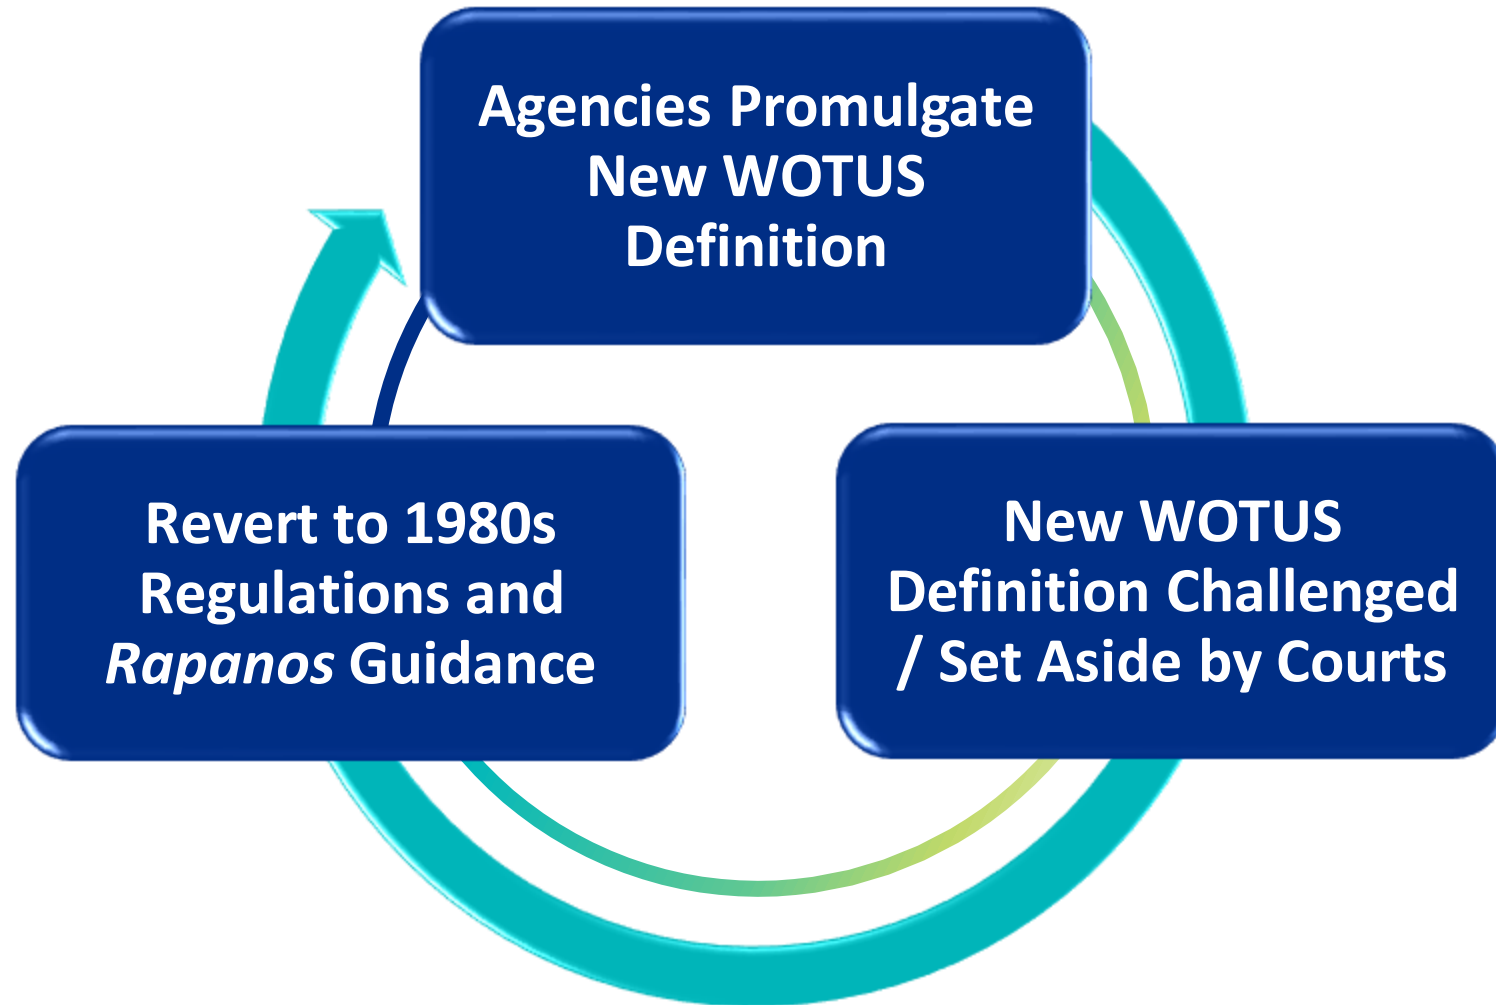 Agencies Promulgate
New WOTUS
Definition
Revert to 1980s
Regulations and
Rapanos Guidance
New WOTUS
Definition Challenged
/ Set Aside by Courts